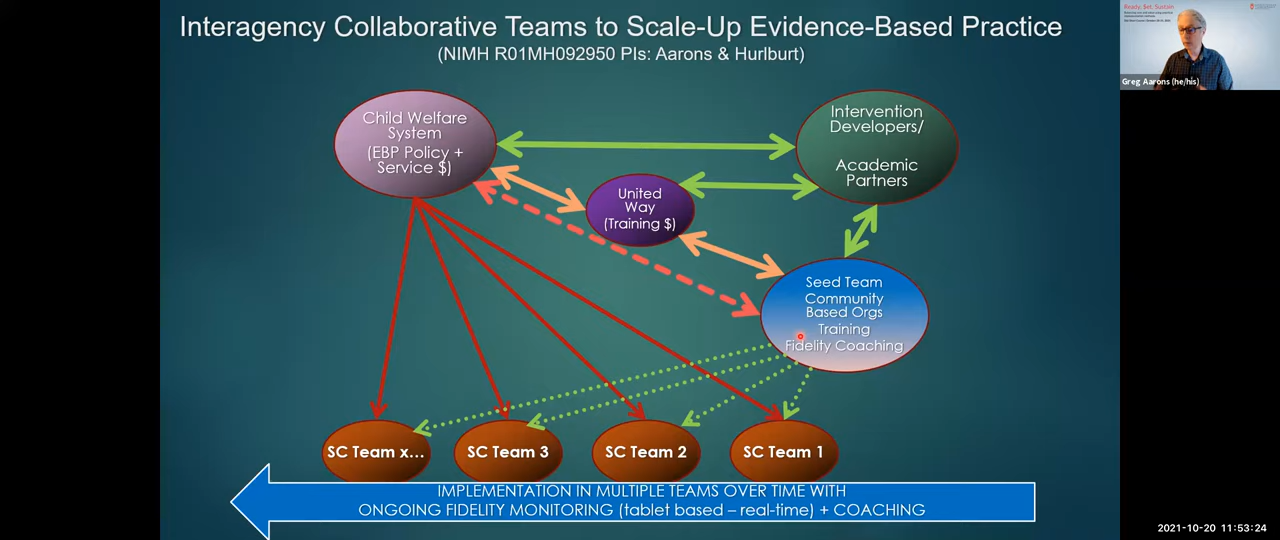 Interagency Collaborative Teams to Scale-Up Evidence-Based Practice
(NIMH R01MH092950 PIs: Aarons & Hurlburt)
Child Welfare
System
(EBP Policy +
Service $)
Intervention
Developers/
Academic
Partners
United
Way
(Training $)
Seed Team
Community
Based Orgs
Training
Fidelity Coaching
SC Team x...
SC Team 3
SC Team 2
SC Team 1
IMPLEMENTATION IN MULTIPLE TEAMS OVER TIME WITH
ONGOING FIDELITY MONITORING (tablet based – real-time) + COACHING
Ready, Set, Sustain
Greg Aarons (he/his)
2021-10-20 11:53:24